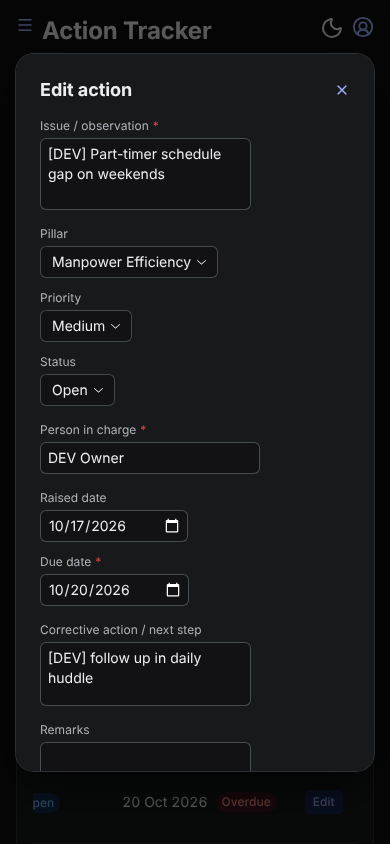 Action Tracker
Edit action
Issue / observation *
[DEV] Part-timer schedule
gap on weekends
Pillar
Manpower Efficiency
Priority
Medium
Status
Open
Person in charge *
DEV Owner
Raised date
10/17/2026
Due date *
10/20/2026
Corrective action / next step
[DEV] follow up in daily
huddle
Remarks
pen 20 Oct 2026 Overdue Edit